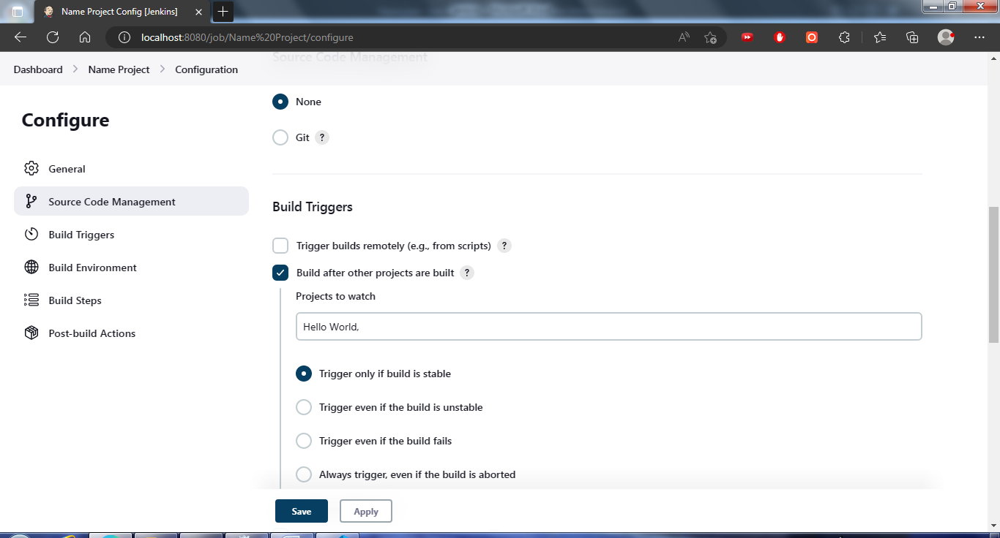 Name Project Config [Jenkins]
localhost:8080/job/Name%20Project/configure
Source Code Management
Dashboard > Name Project > Configuration
Configure
General
Source Code Management
Build Triggers
Build Environment
Build Steps
Post-build Actions
None
Git ?
Build Triggers
Trigger builds remotely (e.g., from scripts) ?
Build after other projects are built ?
Projects to watch
Hello World,
Trigger only if build is stable
Trigger even if the build is unstable
Trigger even if the build fails
Always trigger, even if the build is aborted
Save
Apply